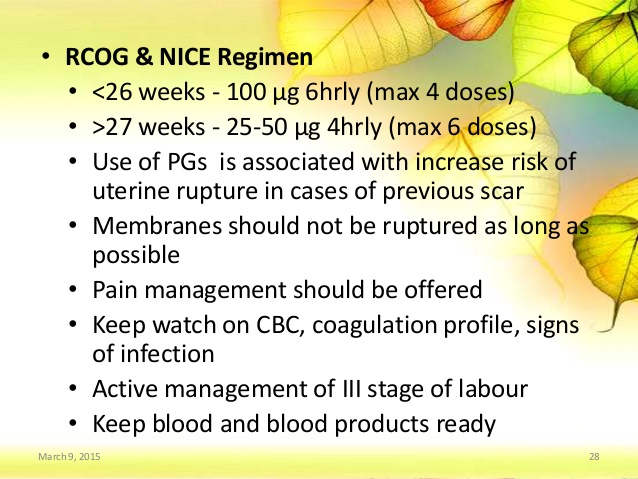 • RCOG & NICE Regimen
• <26 weeks - 100 µg 6hrly (max 4 doses)
• >27 weeks - 25-50 µg 4hrly (max 6 doses)
• Use of PGs is associated with increase risk of
uterine rupture in cases of previous scar
• Membranes should not be ruptured as long as
possible
• Pain management should be offered
• Keep watch on CBC, coagulation profile, signs
of infection
• Active management of III stage of labour
• Keep blood and blood products ready
March 9, 2015
28